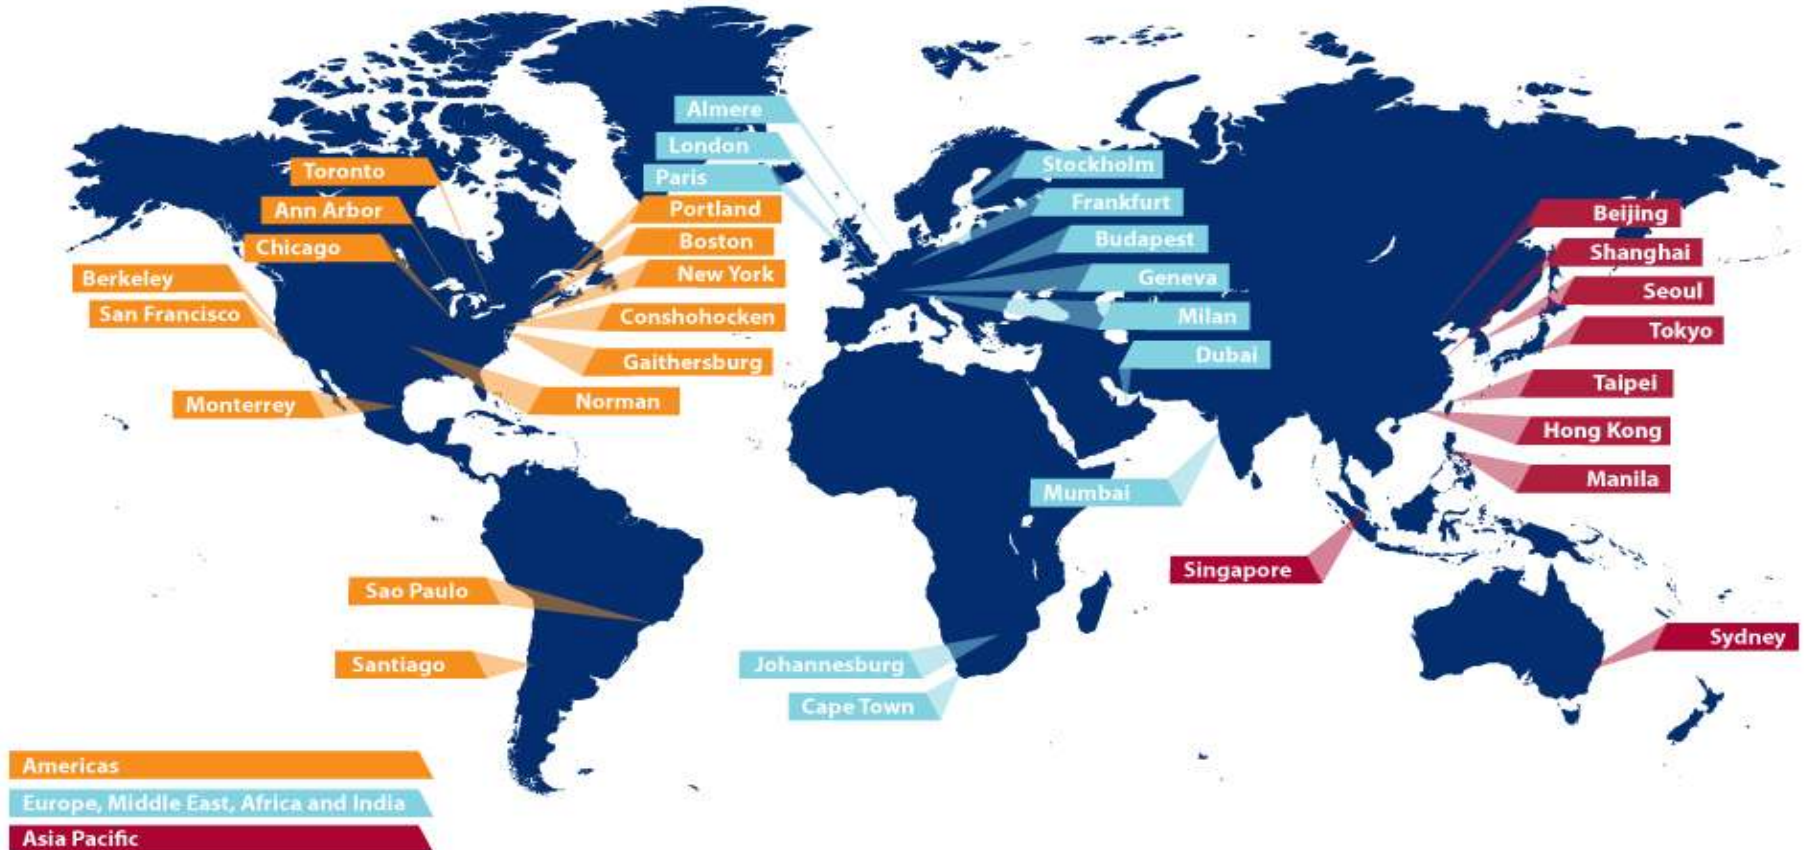 Almere
London
Paris
Toronto
Ann Arbor
Chicago
Berkeley
San Francisco
Monterrey
Portland
Boston
New York
Conshohocken
Gaithersburg
Norman
Sao Paulo
Santiago
Stockholm
Frankfurt
Budapest
Geneva
Milan
Dubai
Mumbai
Johannesburg
Cape Town
Beijing
Shanghai
Seoul
Tokyo
Taipei
Hong Kong
Manila
Singapore
Sydney
Americas
Europe, Middle East, Africa and India
Asia Pacific